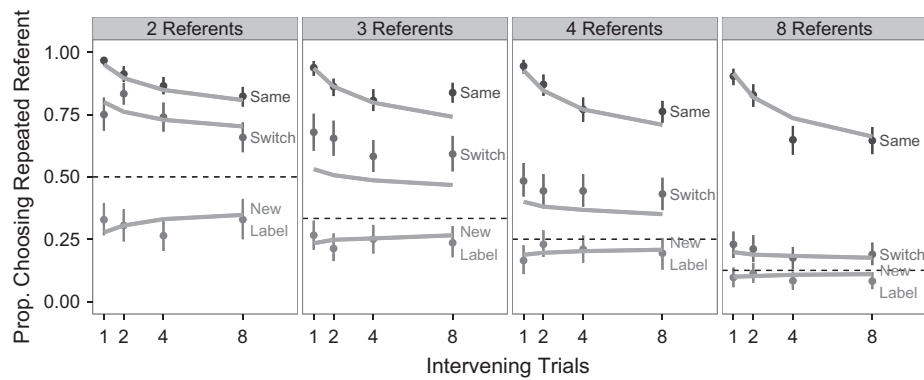 2 Referents 3 Referents 4 Referents 8 Referents
Prop. Choosing Repeated Referent
1.00
0.75
0.50
0.25
0.00
Same
Switch
New
Label
Same
Switch
New
Label
Same
Switch
New
Label
Same
Switch
New
Label
1 2 4 8 1 2 4 8 1 2 4 8 1 2 4 8
Intervening Trials